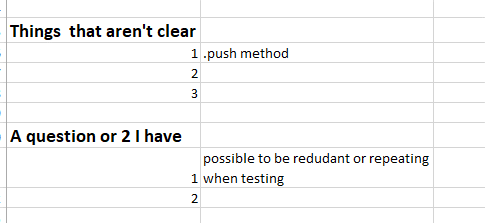 Things  that aren't clear
1 .push method
2
3
A question or 2 I have
possible to be redudant or repeating
1 when testing
2